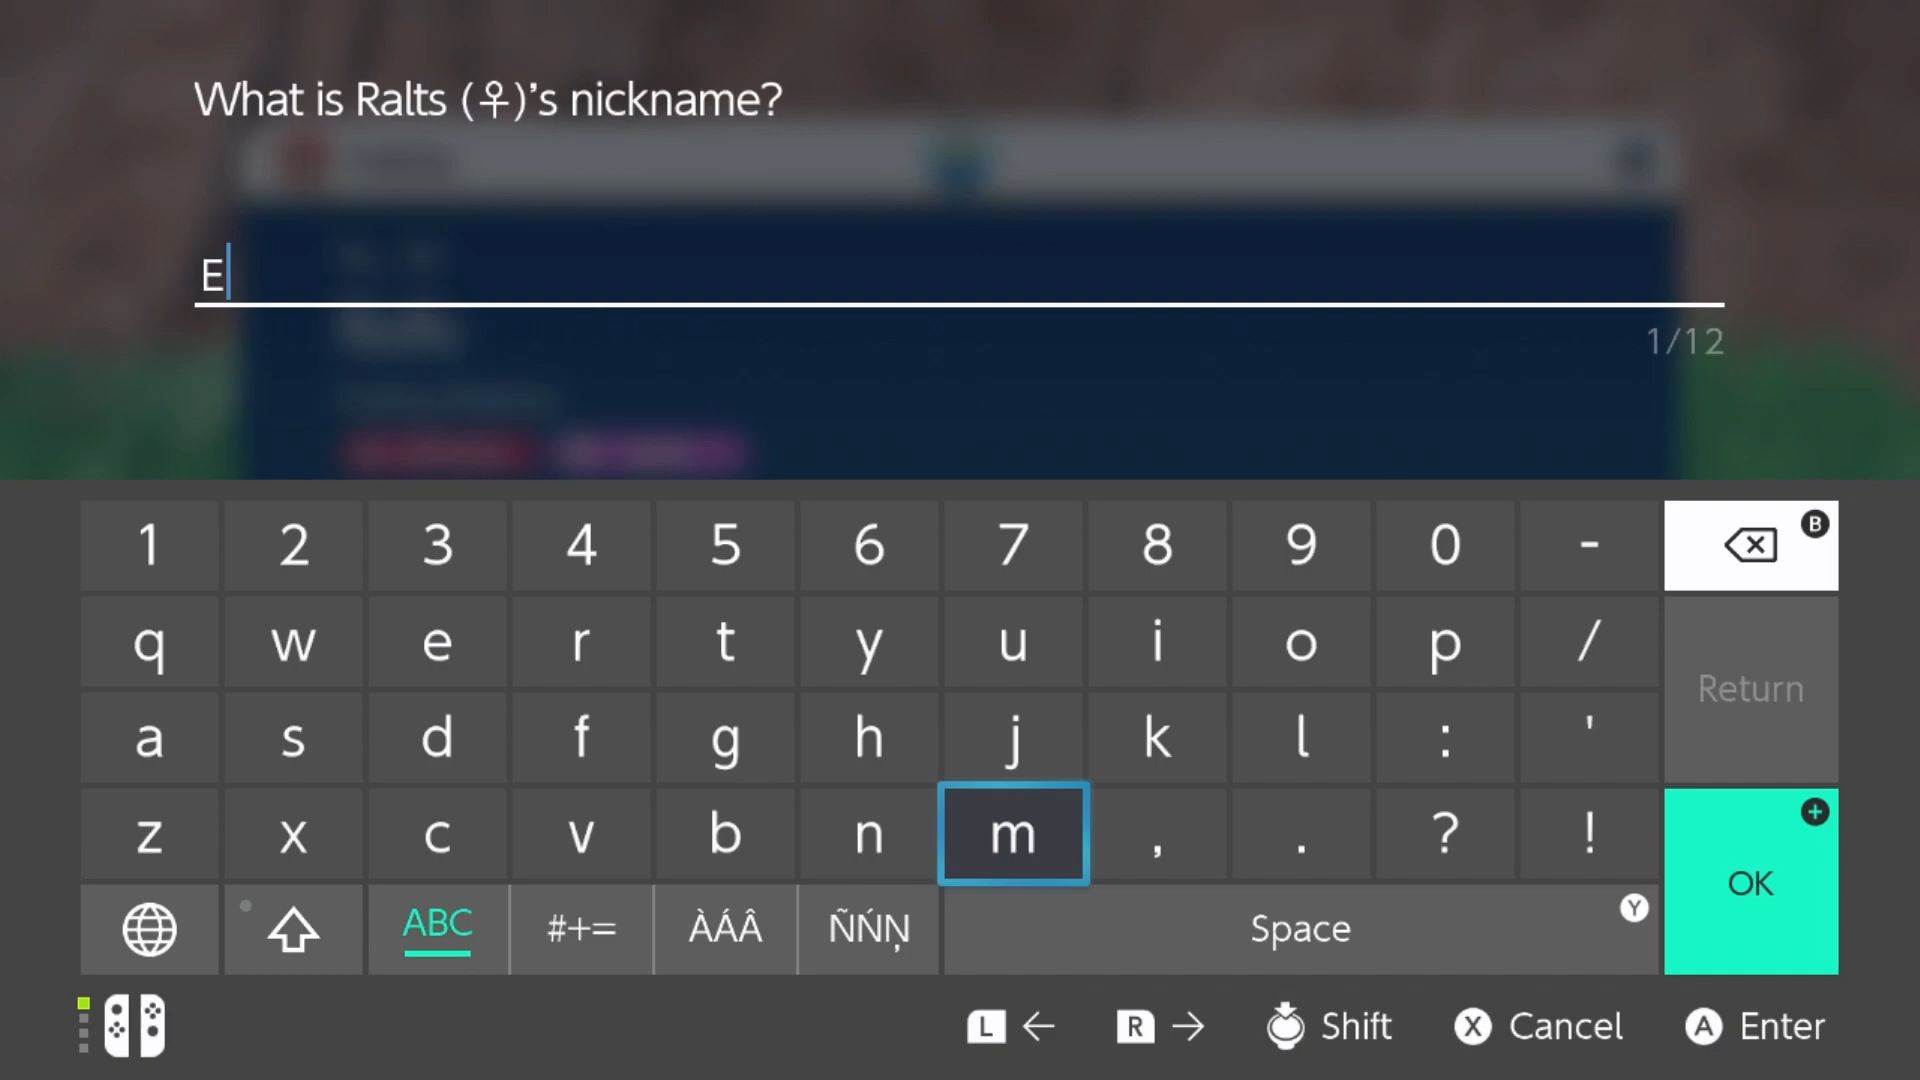 What is Ralts (♀)'s nickname?
E
1/12
1 2 3 4 5 6 7 8 9 0 - B
q w e r t y u i o p /
Return
a s d f g h j k l : '
z x c v b n m , . ? ! +
OK
ABC #+= ÀÁÂ ÑŃŅ Space Y
L ← R → Shift X Cancel A Enter